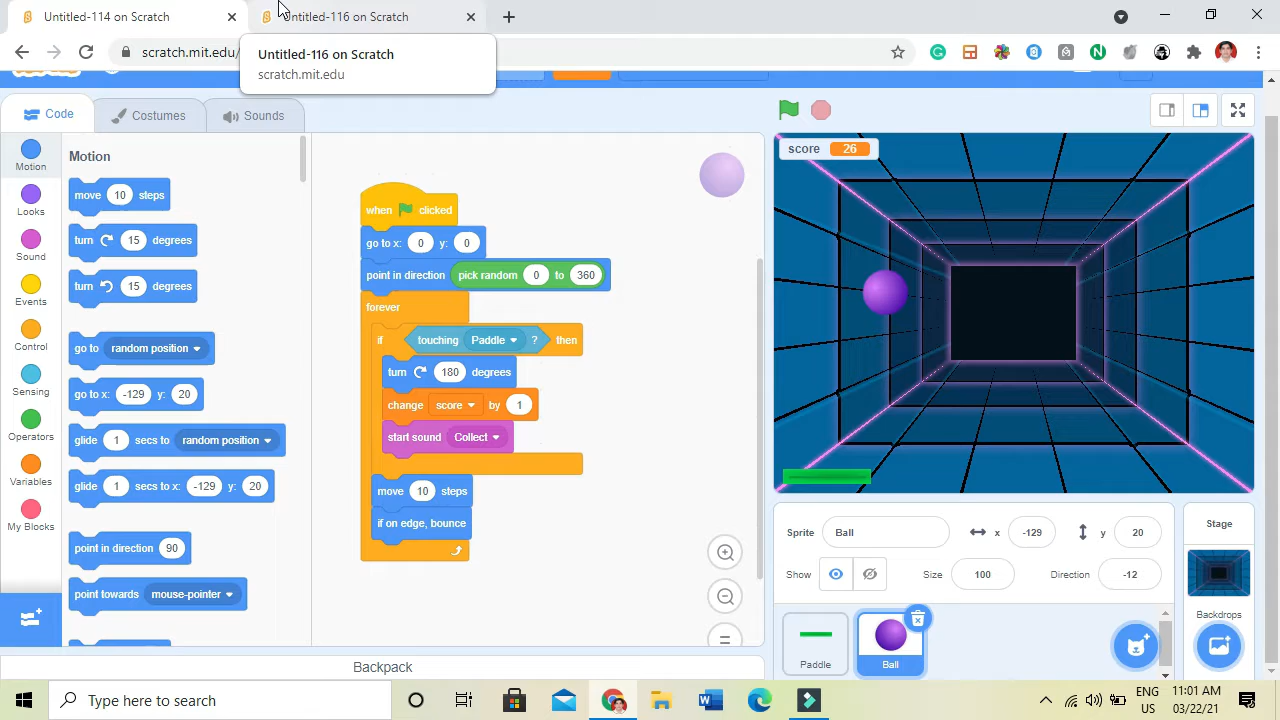 Untitled-114 on Scratch
Untitled-116 on Scratch
scratch.mit.edu/
Untitled-116 on Scratch
scratch.mit.edu
Code
Costumes
Sounds
Motion
Looks
Sound
Events
Control
Sensing
Operators
Variables
My Blocks
Motion
move 10 steps
turn 15 degrees
turn 15 degrees
go to random position
go to x: -129 y: 20
glide 1 secs to random position
glide 1 secs to x: -129 y: 20
point in direction 90
point towards mouse-pointer
when clicked
go to x: 0 y: 0
point in direction pick random 0 to 360
forever
if touching Paddle ? then
turn 180 degrees
change score by 1
start sound Collect
move 10 steps
if on edge, bounce
Backpack
score 26
Sprite Ball x -129 y 20
Show Size 100 Direction -12
Paddle
Ball
Stage
Backdrops
Type here to search
ENG
US
11:01 AM
03/22/21